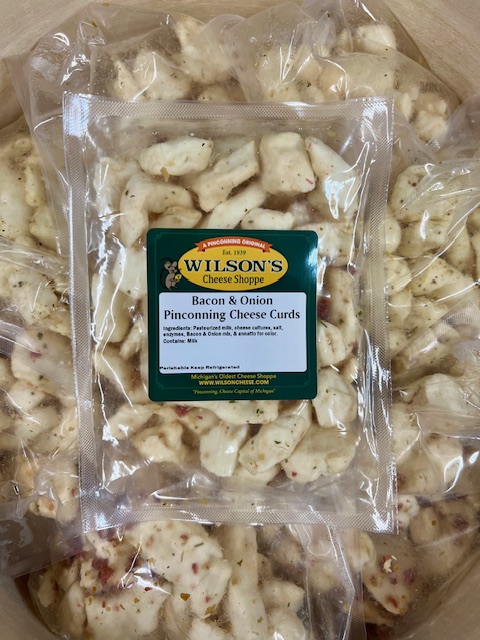 A PINCONNING ORIGINAL
Est. 1939
WILSON'S
Cheese Shoppe
Bacon & Onion
Pinconning Cheese Curds
Ingredients: Pasteurized milk, cheese cultures, salt,
enzymes, Bacon & Onion mix, & annatto for color.
Contains: Milk
Perishable Keep Refrigerated
Michigan's Oldest Cheese Shoppe
WWW.WILSONCHEESE.COM
"Pinconning, Cheese Capital of Michigan"